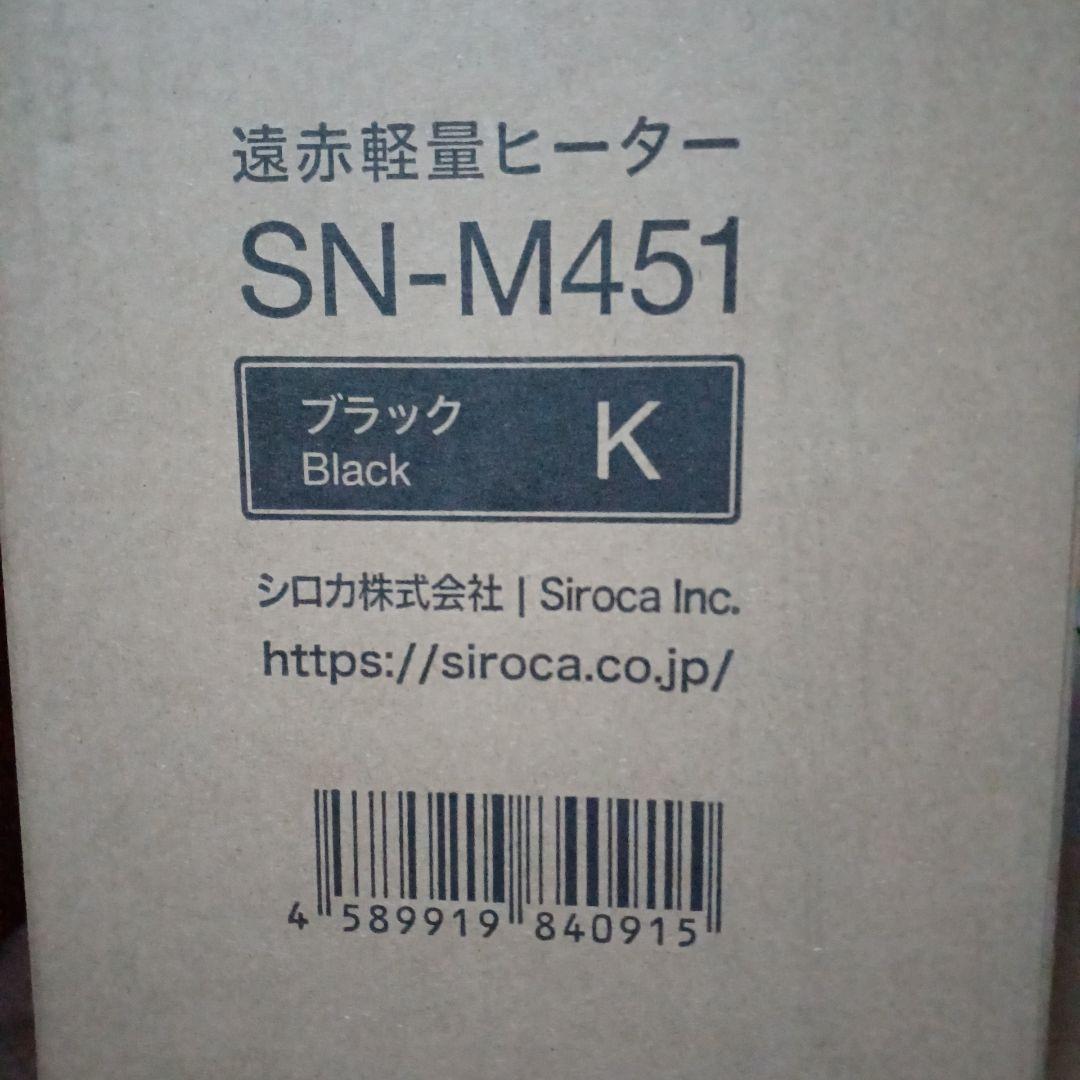 遠赤軽量ヒーター
SN-M451
ブラック K
Black
シロカ株式会社 | Siroca Inc.
https://siroca.co.jp/
4 589919 840915